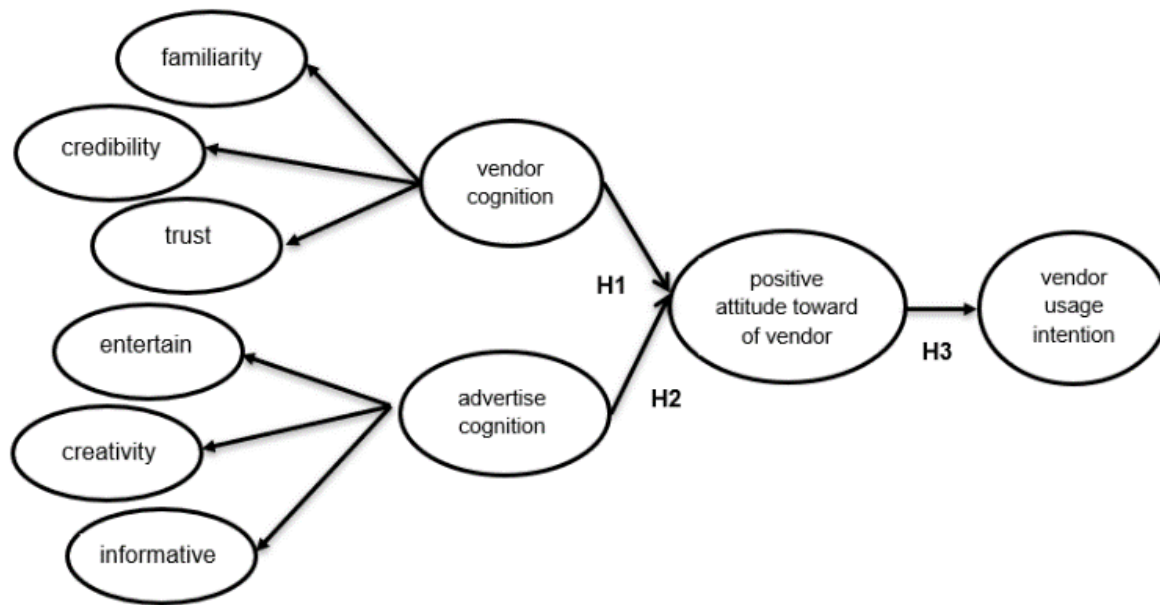 familiarity
credibility
trust
entertain
creativity
informative
vendor
cognition
advertise
cognition
H1
H2
positive
attitude toward
of vendor
H3
vendor
usage
intention